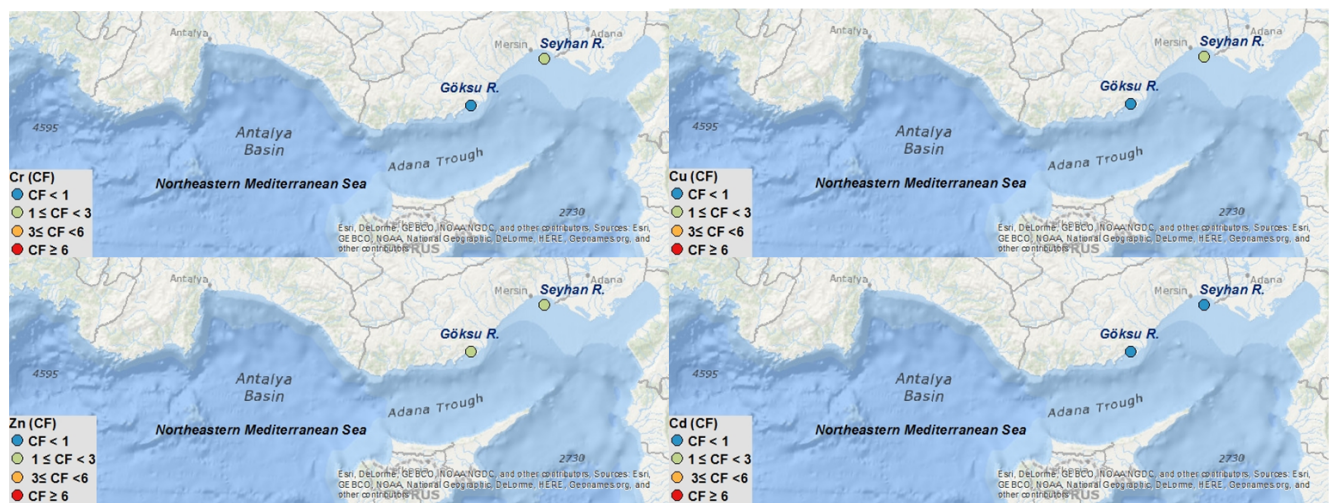 Antalya
Mersin
Adana
Seyhan R.
Göksu R.
4595
Antalya
Basin
Adana Trough
Northeastern Mediterranean Sea
2730
Cr (CF)
CF < 1
1 ≤ CF < 3
3≤ CF <6
CF ≥ 6
Esri, DeLorme, GEBCO, NOAA NGDC, and other contributors. Sources: Esri,
GEBCO, NOAA, National Geographic, DeLorme, HERE, Geonames.org, and
other contributors
RUS
Antalya
Mersin
Adana
Seyhan R.
Göksu R.
4595
Antalya
Basin
Adana Trough
Northeastern Mediterranean Sea
2730
Cu (CF)
CF < 1
1 ≤ CF < 3
3≤ CF <6
CF ≥ 6
Esri, DeLorme, GEBCO, NOAA NGDC, and other contributors. Sources: Esri,
GEBCO, NOAA, National Geographic, DeLorme, HERE, Geonames.org, and
other contributors
RUS
Antalya
Mersin
Adana
Seyhan R.
Göksu R.
4595
Antalya
Basin
Adana Trough
Northeastern Mediterranean Sea
2730
Zn (CF)
CF < 1
1 ≤ CF < 3
3≤ CF <6
CF ≥ 6
Esri, DeLorme, GEBCO, NOAA NGDC, and other contributors. Sources: Esri,
GEBCO, NOAA, National Geographic, DeLorme, HERE, Geonames.org, and
other contributors
RUS
Antalya
Mersin
Adana
Seyhan R.
Göksu R.
4595
Antalya
Basin
Adana Trough
Northeastern Mediterranean Sea
2730
Cd (CF)
CF < 1
1 ≤ CF < 3
3≤ CF <6
CF ≥ 6
Esri, DeLorme, GEBCO, NOAA NGDC, and other contributors. Sources: Esri,
GEBCO, NOAA, National Geographic, DeLorme, HERE, Geonames.org, and
other contributors
RUS